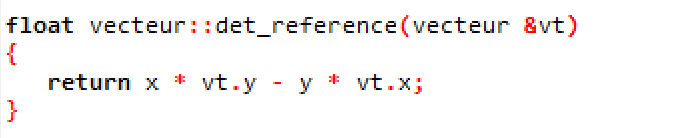 float vecteur::det_reference(vecteur &vt)
{
   return x * vt.y - y * vt.x;
}